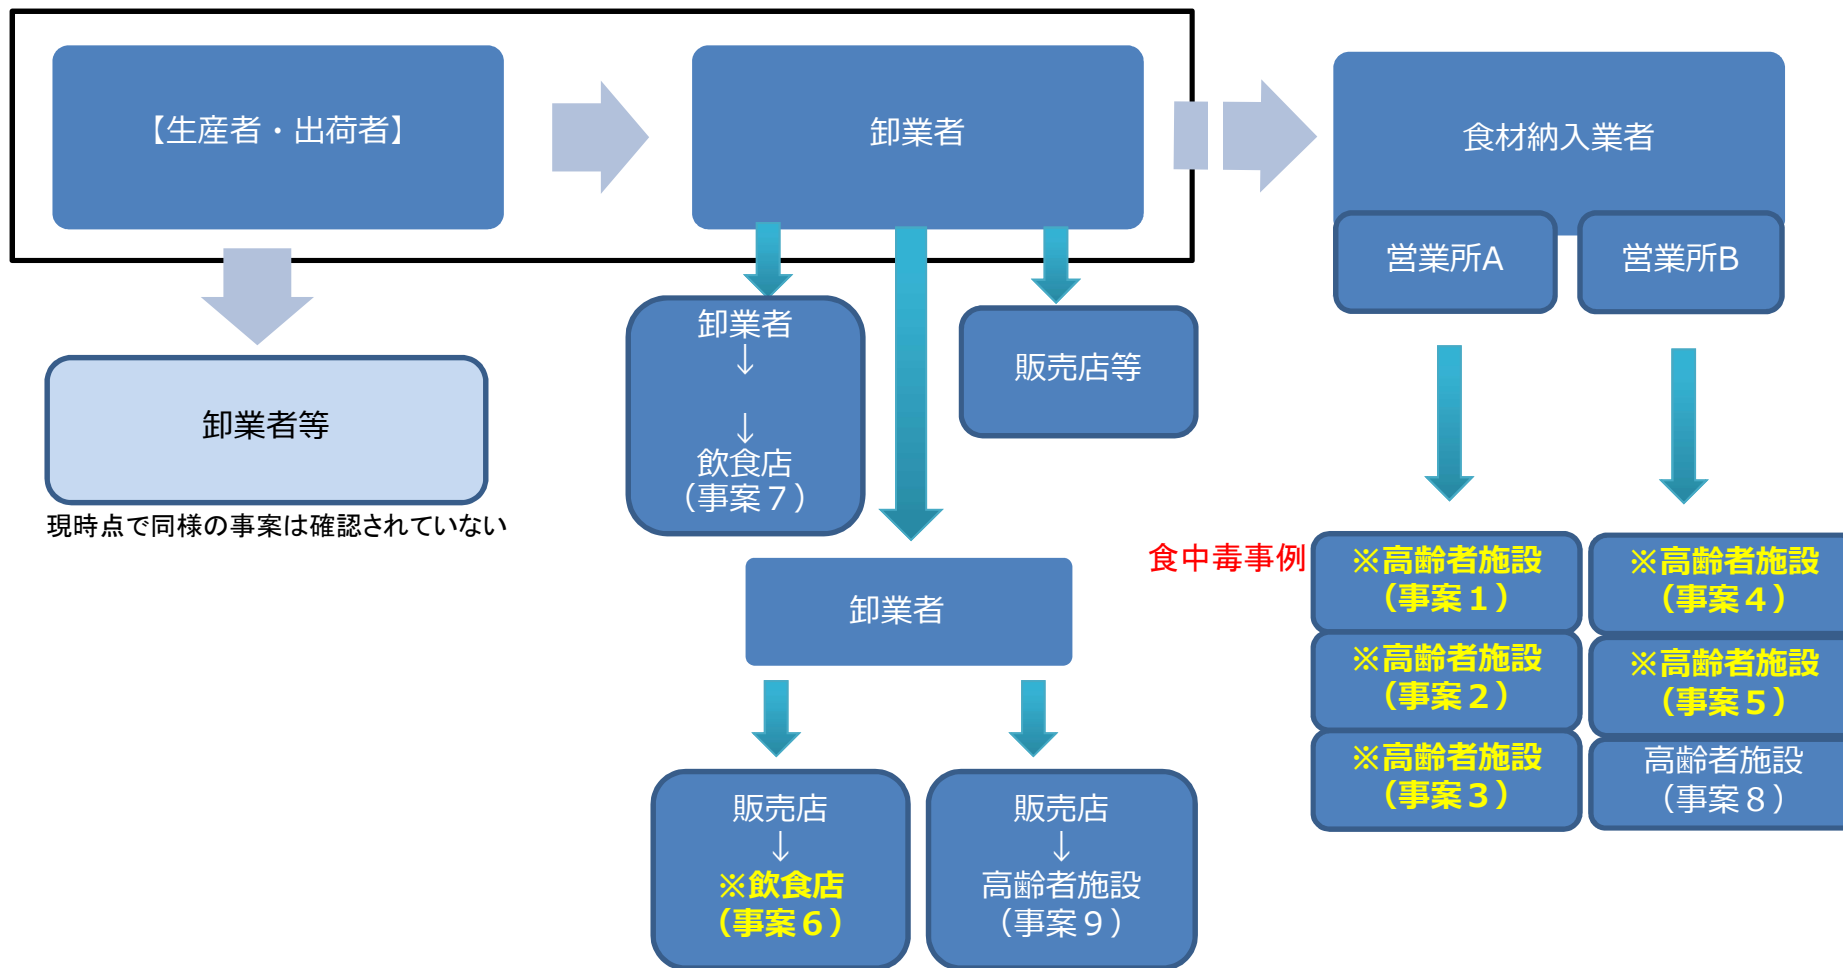 【生産者・出荷者】
卸業者
食材納入業者
営業所A
営業所B
卸業者等
現時点で同様の事案は確認されていない
卸業者
↓
↓
飲食店
（事案７）
販売店等
卸業者
販売店
↓
※飲食店
（事案６）
販売店
↓
高齢者施設
（事案９）
食中毒事例
※高齢者施設
（事案１）
※高齢者施設
（事案２）
※高齢者施設
（事案３）
※高齢者施設
（事案４）
※高齢者施設
（事案５）
高齢者施設
（事案８）